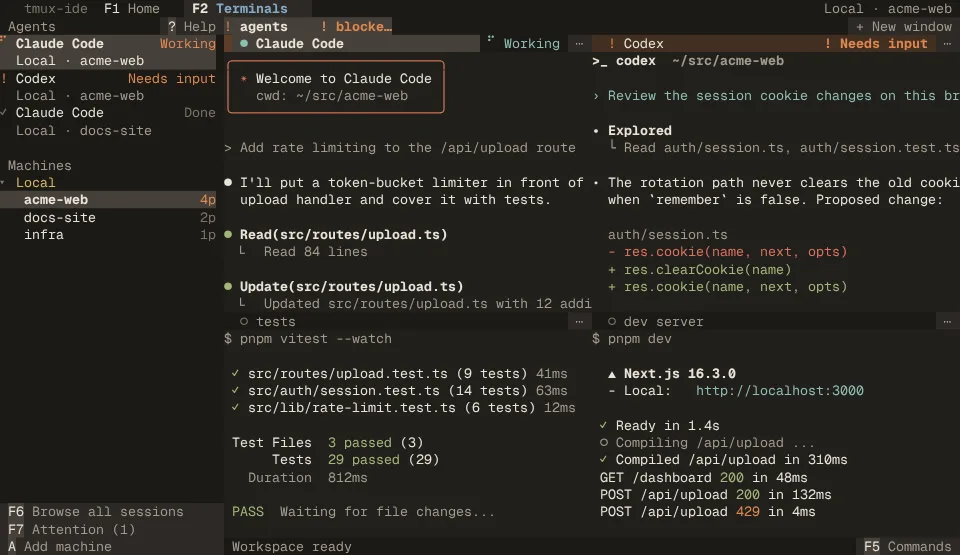 tmux-ide F1 Home F2 Terminals Local · acme-web
Agents ? Help
Claude Code Working
Local · acme-web
! Codex Needs input
Local · acme-web
✓ Claude Code Done
Local · docs-site
Machines
▾ Local
acme-web 4p
docs-site 2p
infra 1p
F6 Browse all sessions
F7 Attention (1)
A Add machine
! agents ! blocke… + New window
● Claude Code Working ⋯
✴ Welcome to Claude Code
cwd: ~/src/acme-web
> Add rate limiting to the /api/upload route
● I'll put a token-bucket limiter in front of
upload handler and cover it with tests.
● Read(src/routes/upload.ts)
└ Read 84 lines
● Update(src/routes/upload.ts)
└ Updated src/routes/upload.ts with 12 addi
! Codex ! Needs input ⋯
>_ codex ~/src/acme-web
› Review the session cookie changes on this br
• Explored
└ Read auth/session.ts, auth/session.test.ts
• The rotation path never clears the old cooki
when `remember` is false. Proposed change:
auth/session.ts
- res.cookie(name, next, opts)
+ res.clearCookie(name)
+ res.cookie(name, next, opts)
○ tests ⋯
$ pnpm vitest --watch
✓ src/routes/upload.test.ts (9 tests) 41ms
✓ src/auth/session.test.ts (14 tests) 63ms
✓ src/lib/rate-limit.test.ts (6 tests) 12ms
Test Files 3 passed (3)
Tests 29 passed (29)
Duration 812ms
PASS Waiting for file changes...
○ dev server ⋯
$ pnpm dev
▲ Next.js 16.3.0
- Local: http://localhost:3000
✓ Ready in 1.4s
○ Compiling /api/upload ...
✓ Compiled /api/upload in 310ms
GET /dashboard 200 in 48ms
POST /api/upload 200 in 132ms
POST /api/upload 429 in 4ms
Workspace ready F5 Commands